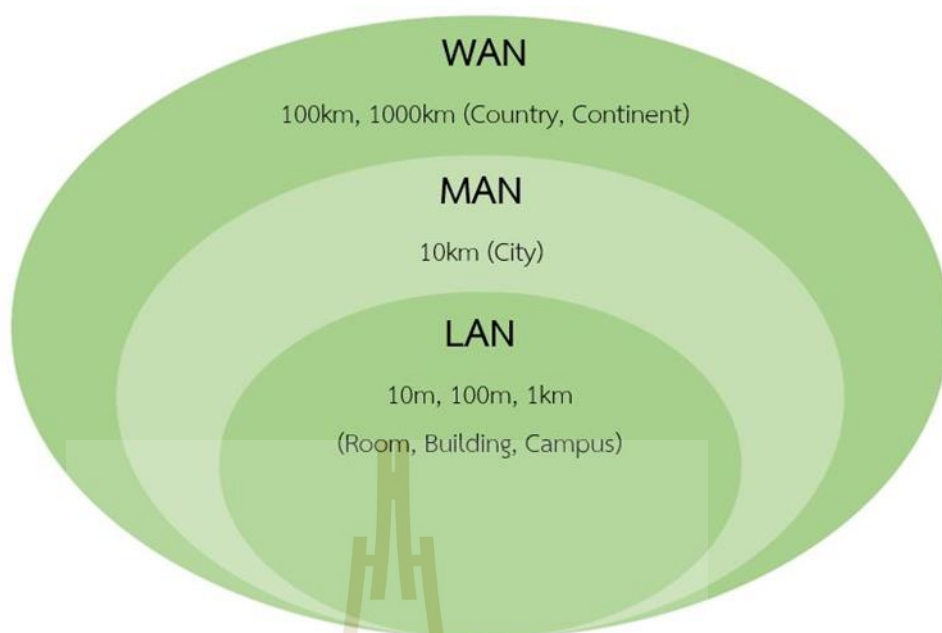 WAN
100km, 1000km (Country, Continent)
MAN
10km (City)
LAN
10m, 100m, 1km
(Room, Building, Campus)